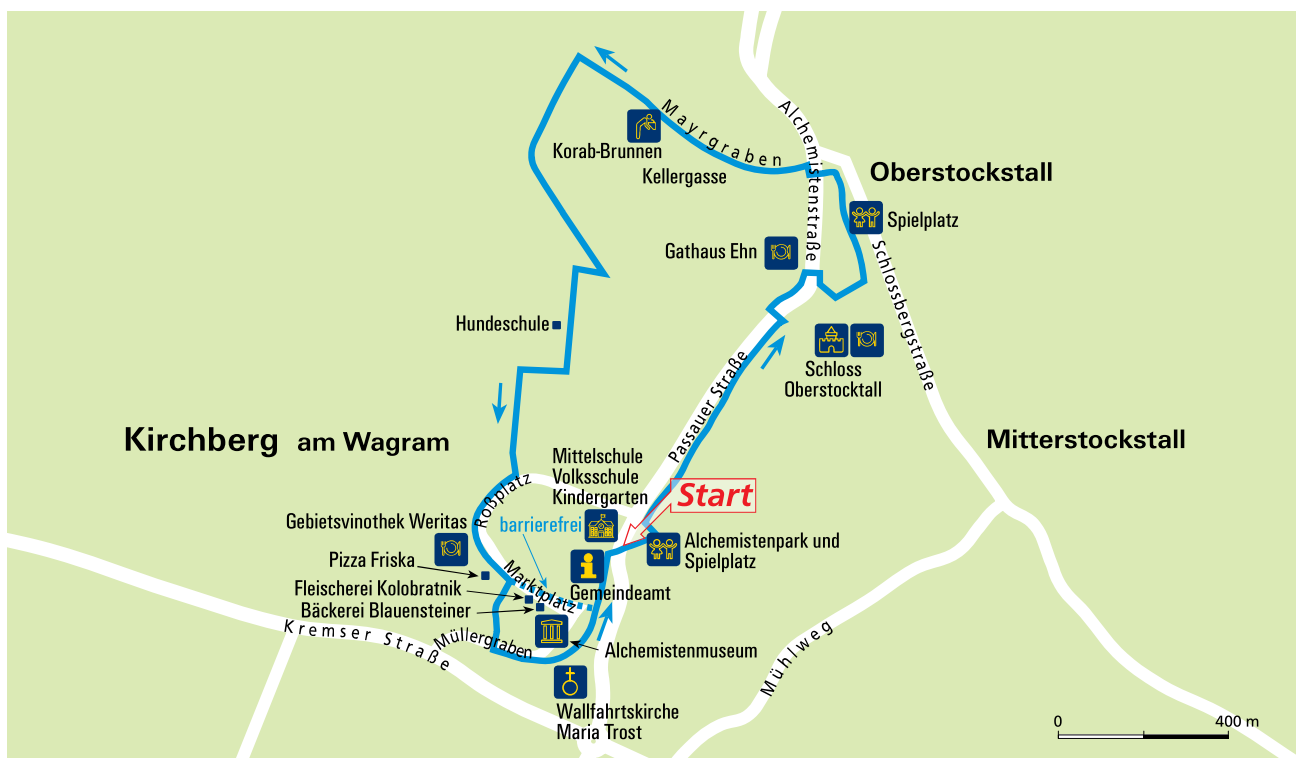 Mayrgraben
Alchemistenstraße
Korab-Brunnen
Kellergasse
Oberstockstall
Spielplatz
Gathaus Ehn
Schlossbergstraße
Hundeschule
Passauer Straße
Schloss
Oberstocktall
Kirchberg am Wagram
Mitterstockstall
Mittelschule
Volksschule
Kindergarten
Start
Roßplatz
Gebietsvinothek Weritas
barrierefrei
Alchemistenpark und
Spielplatz
Pizza Friska
Marktplatz
Fleischerei Kolobratnik
Gemeindeamt
Bäckerei Blauensteiner
Kremser Straße
Müllergraben
Alchemistenmuseum
Mühlweg
Wallfahrtskirche
Maria Trost
0 400 m